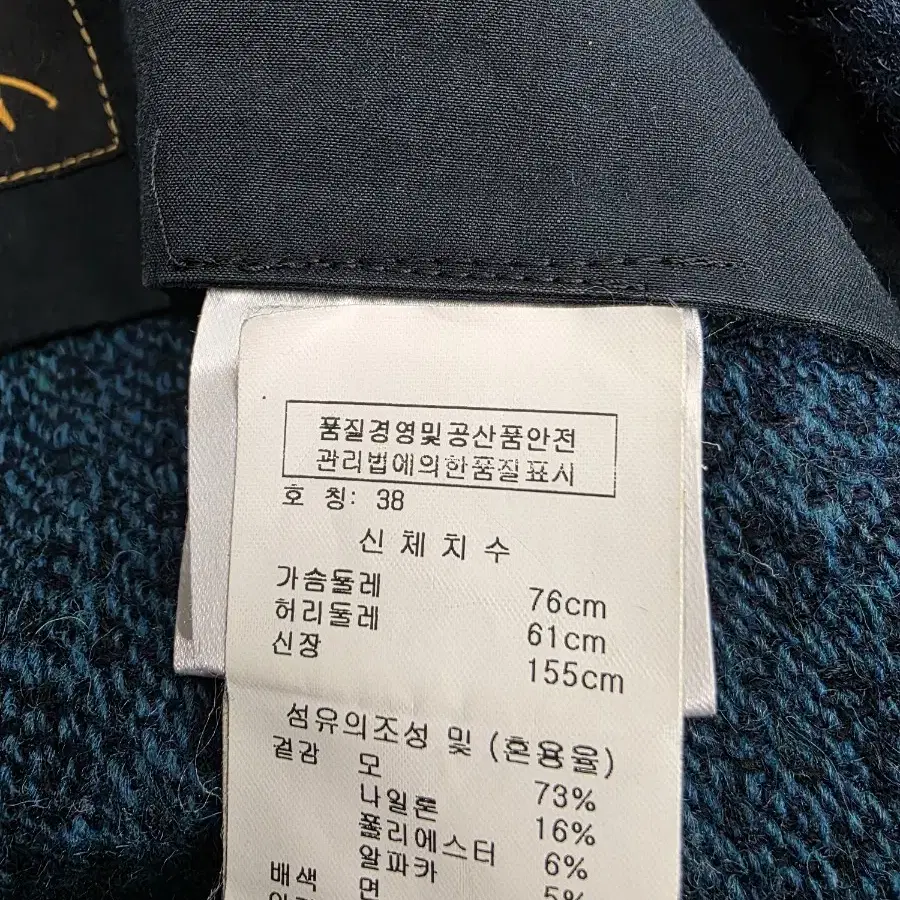 품질경영및공산품안전
관리법에의한품질표시
호 칭: 38
신 체 치 수
가슴둘레 76cm
허리둘레 61cm
신장 155cm
섬유의조성 및 (혼용율)
겉감 모 73%
나일론 16%
폴리에스터 6%
알파카 5%
배색 면